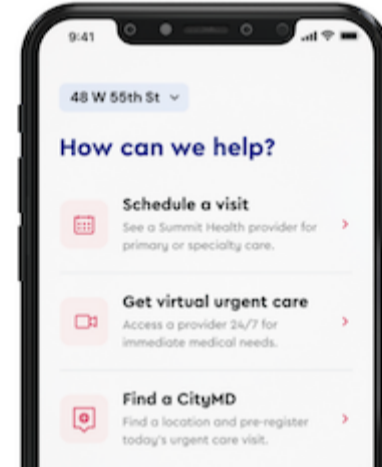 9:41
48 W 55th St
How can we help?
Schedule a visit
See a Summit Health provider for
primary or specialty care.
Get virtual urgent care
Access a provider 24/7 for
immediate medical needs.
Find a CityMD
Find a location and pre-register
today's urgent care visit.